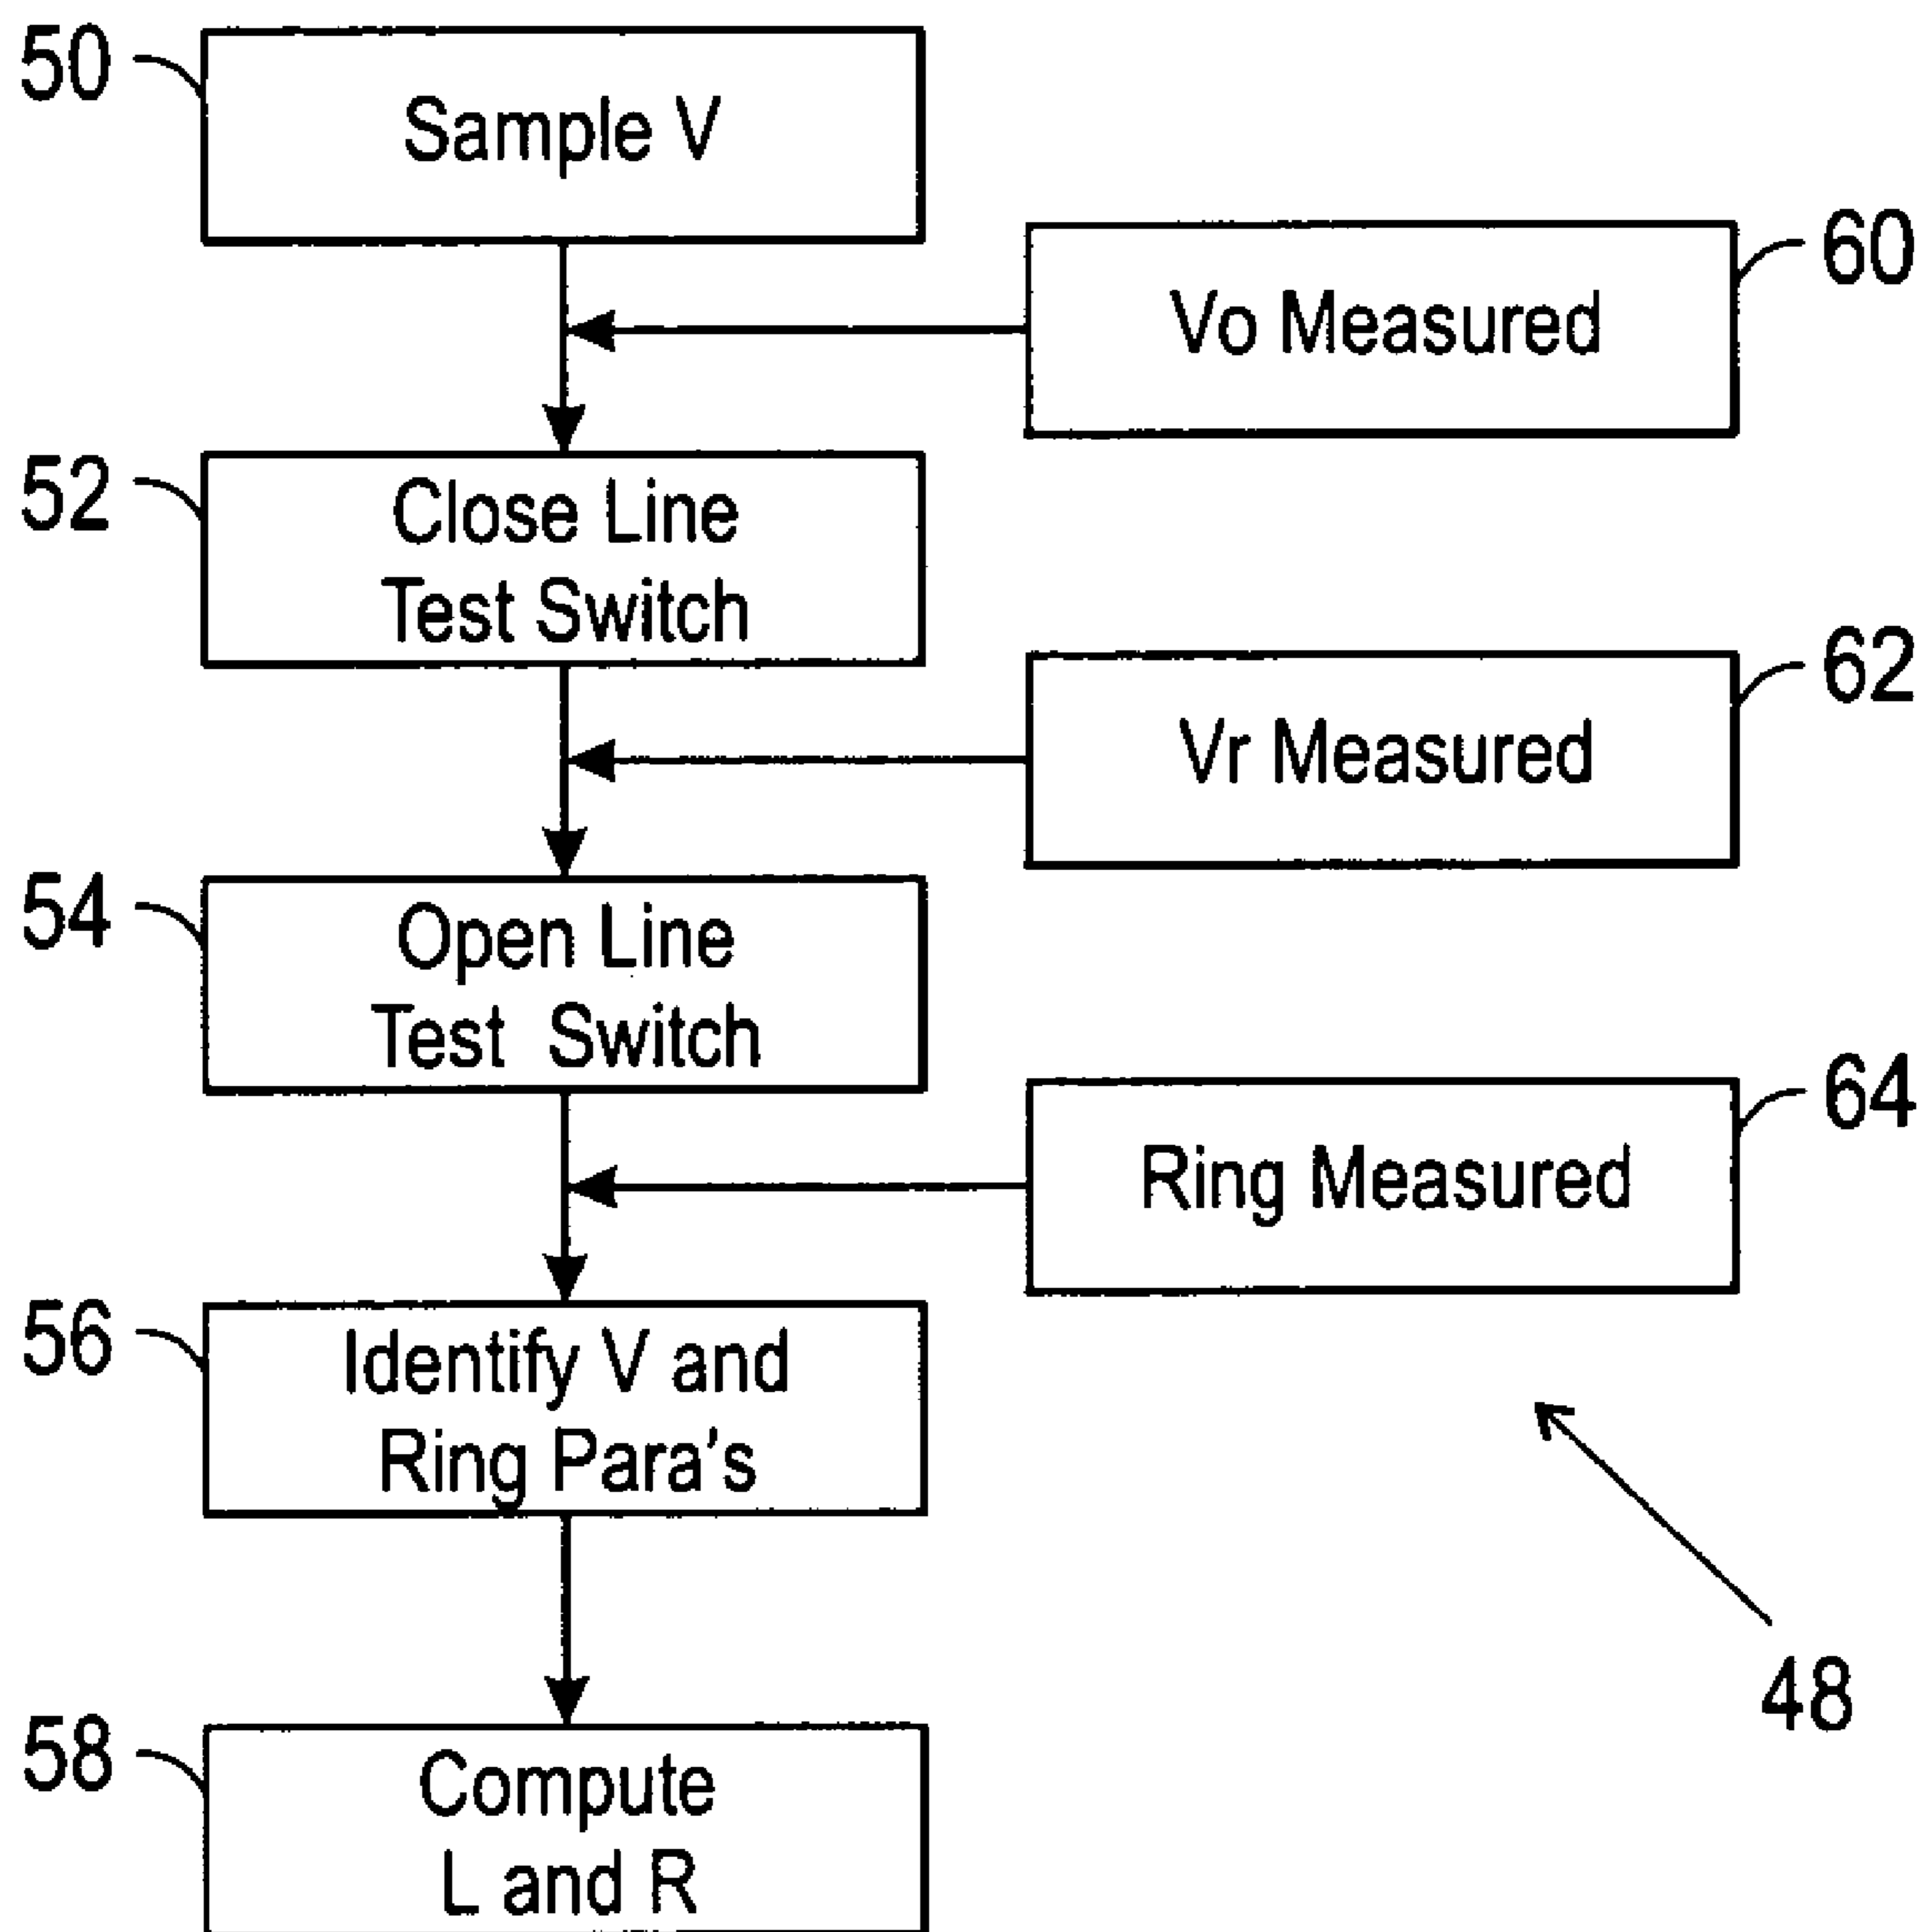 50
Sample V
60
Vo Measured
52
Close Line
Test Switch
62
Vr Measured
54
Open Line
Test Switch
64
Ring Measured
56
Identify V and
Ring Para's
48
58
Compute
L and R